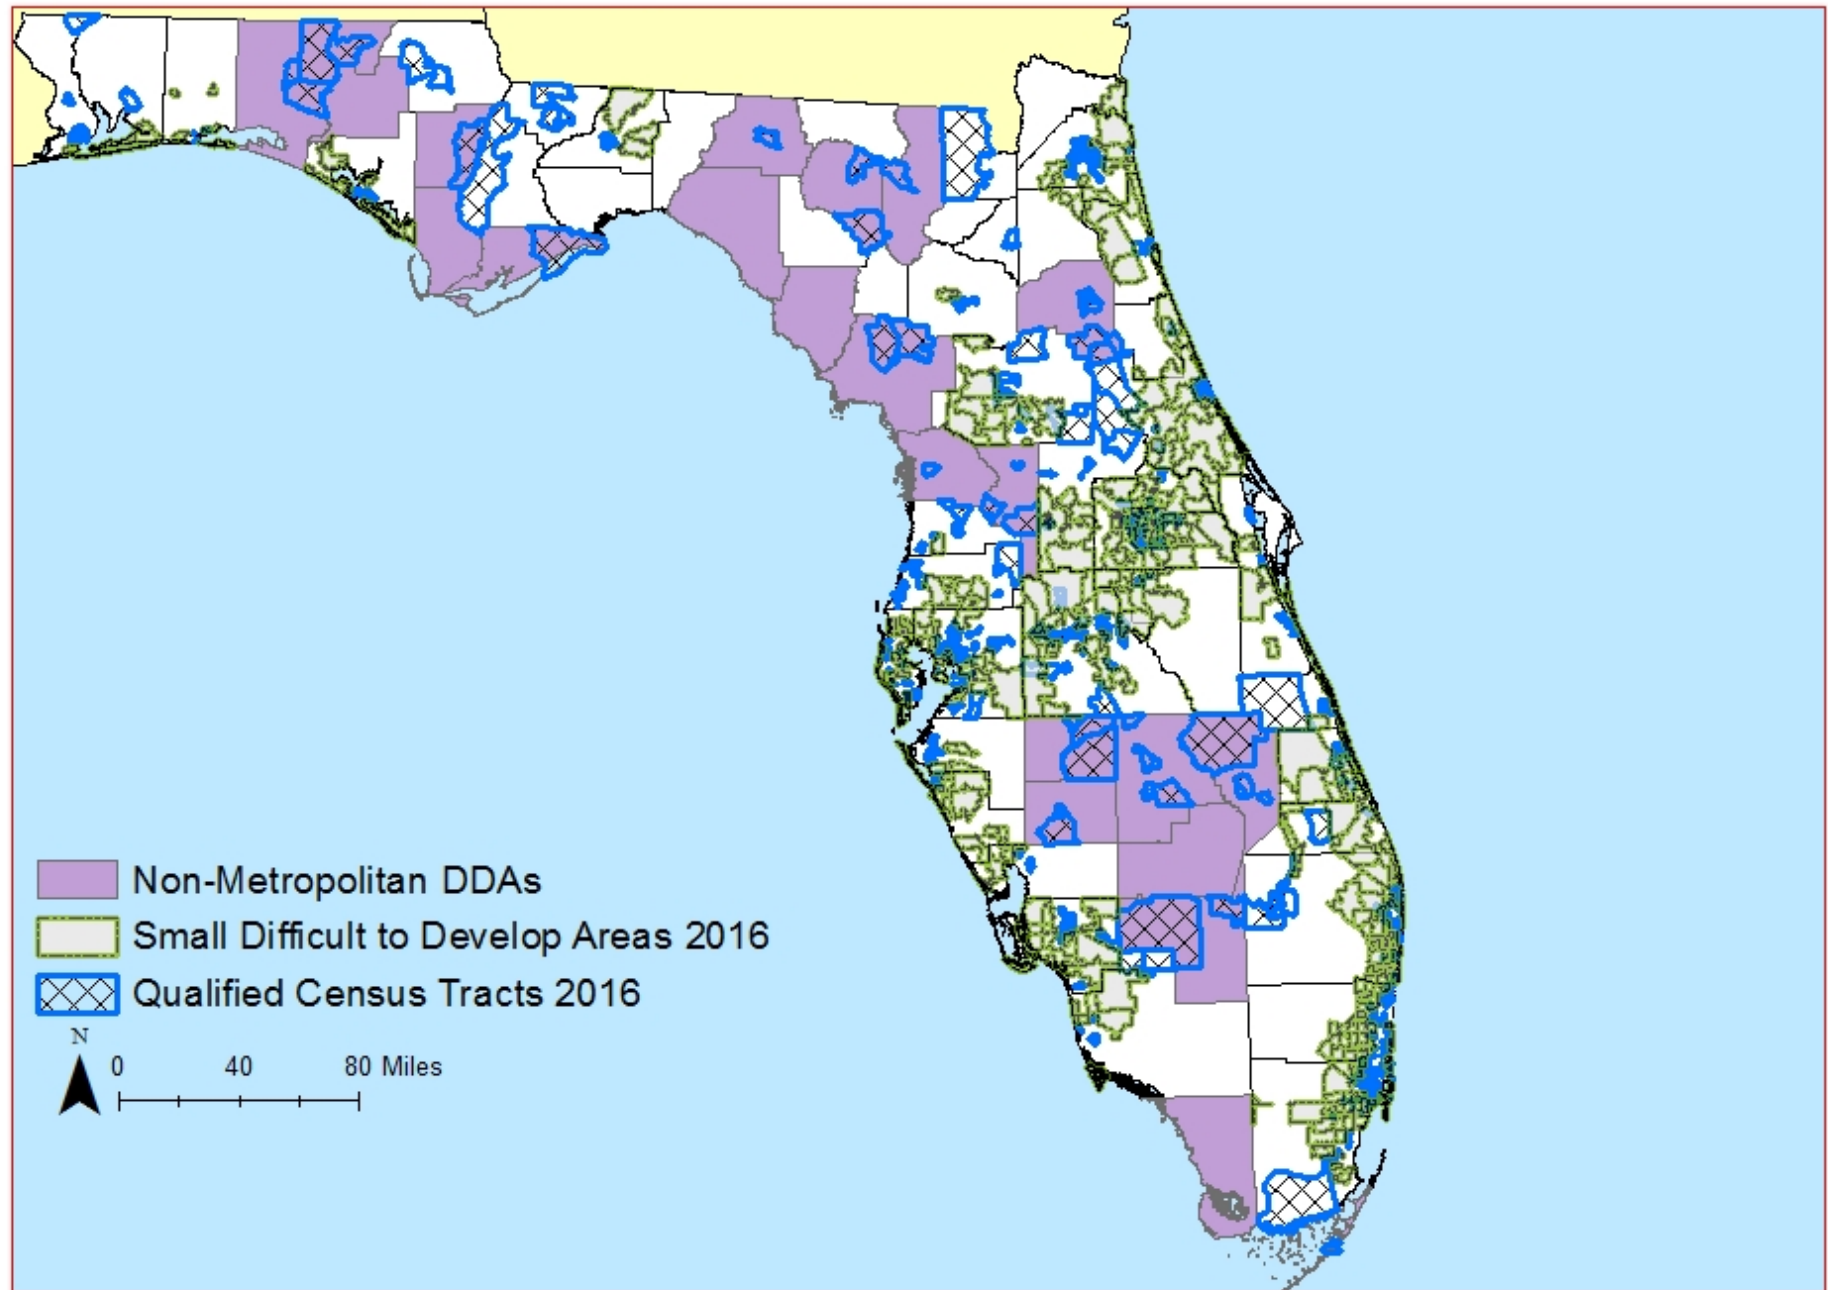 Non-Metropolitan DDAs
Small Difficult to Develop Areas 2016
Qualified Census Tracts 2016
N
0 40 80 Miles